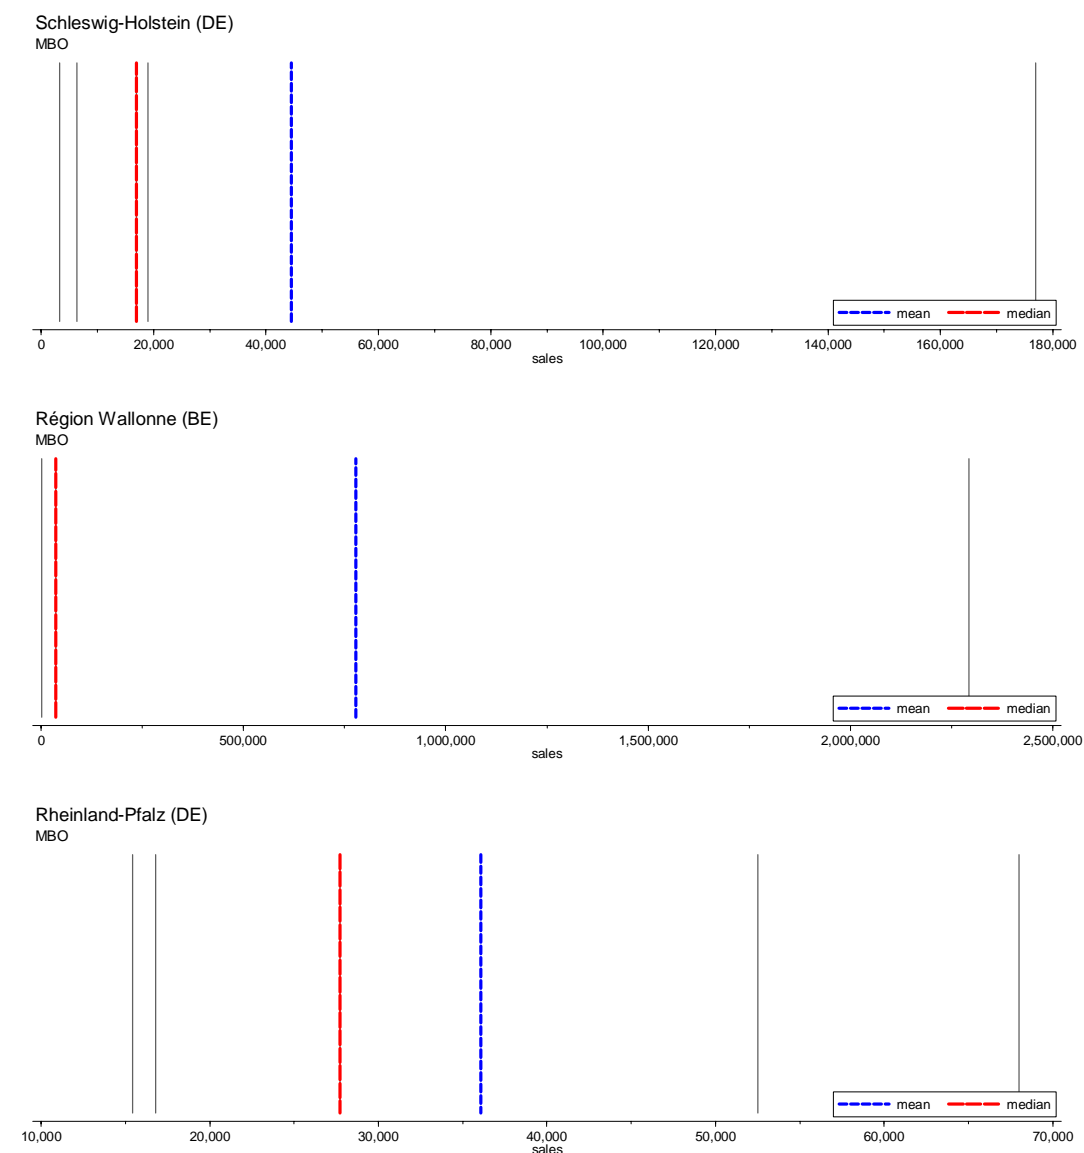 Schleswig-Holstein (DE)
MBO
mean median
0 20,000 40,000 60,000 80,000 100,000 120,000 140,000 160,000 180,000
sales
Région Wallonne (BE)
MBO
mean median
0 500,000 1,000,000 1,500,000 2,000,000 2,500,000
sales
Rheinland-Pfalz (DE)
MBO
mean median
10,000 20,000 30,000 40,000 50,000 60,000 70,000
sales